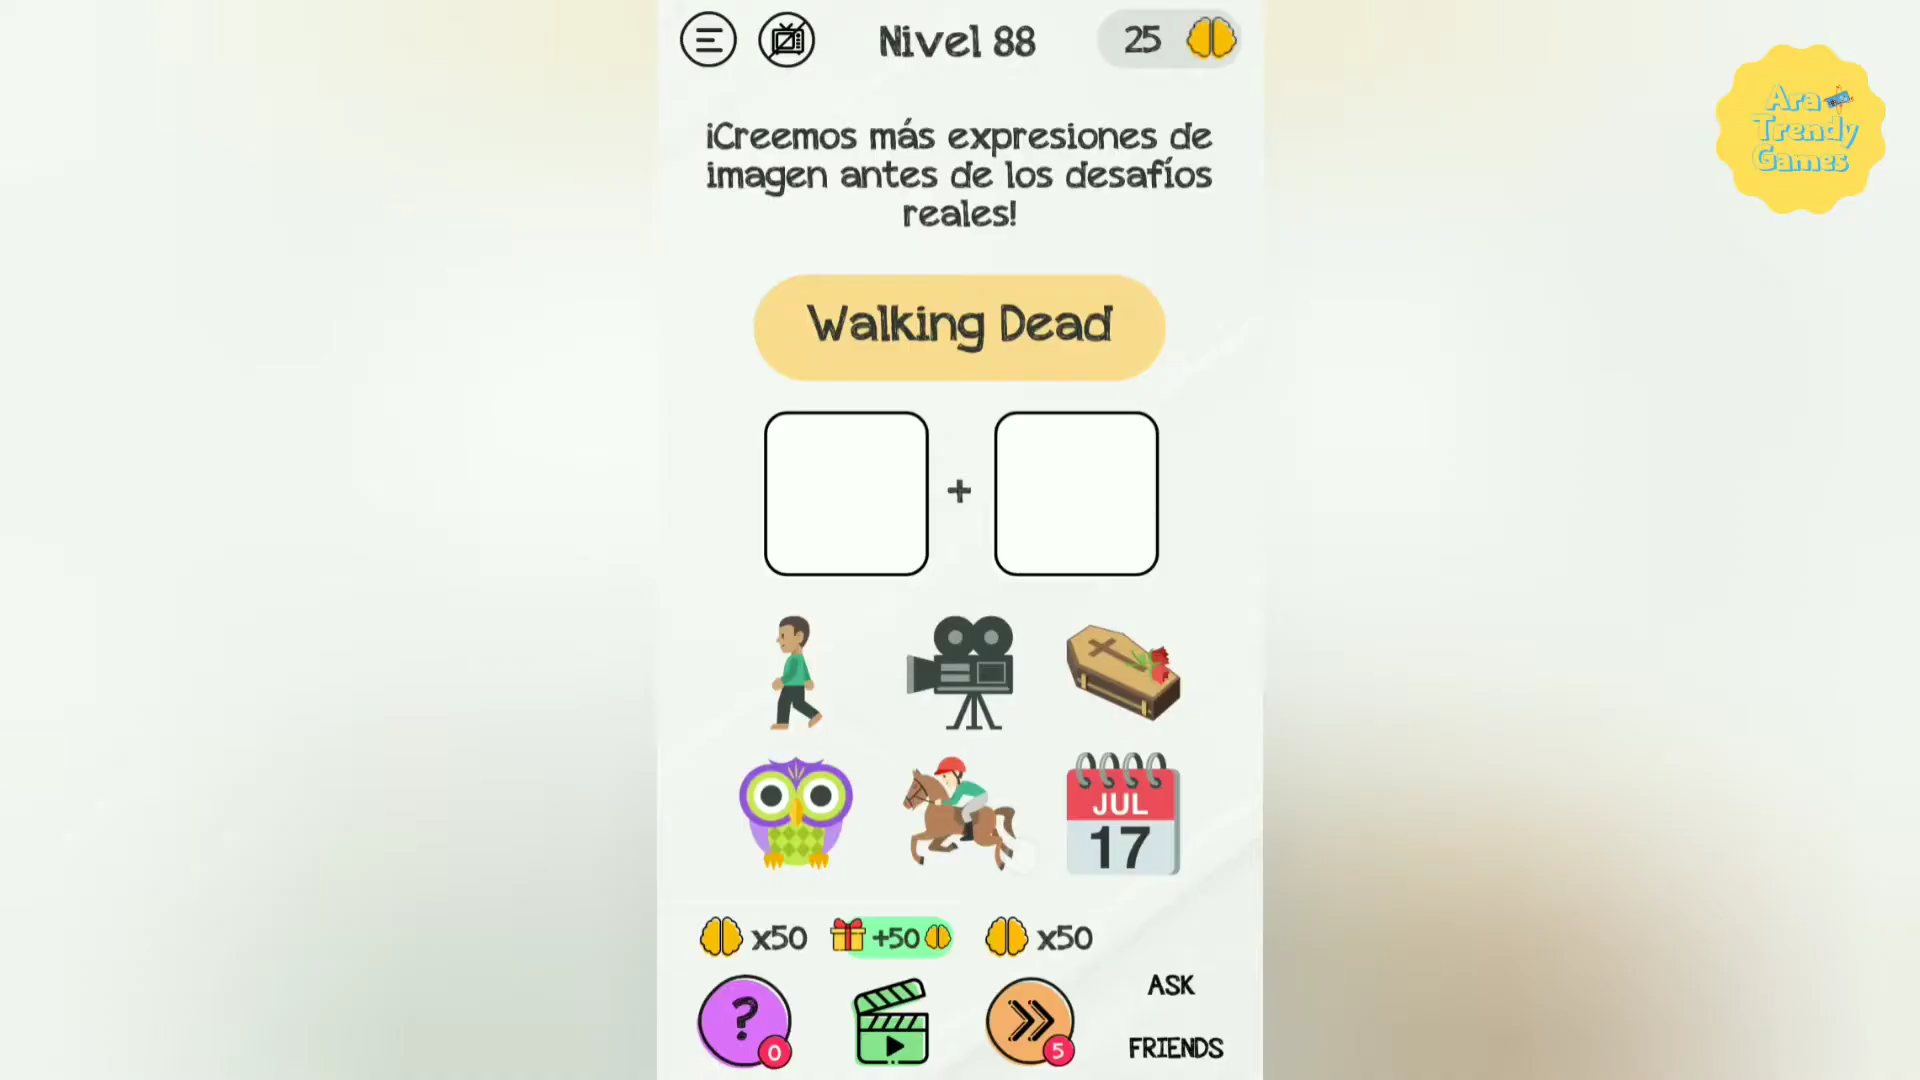 Nivel 88
25
Ara
Trendy
Games
¡Creemos más expresiones de
imagen antes de los desafíos
reales!
Walking Dead
+
JUL
17
x50
+50
x50
?
0
5
ASK
FRIENDS